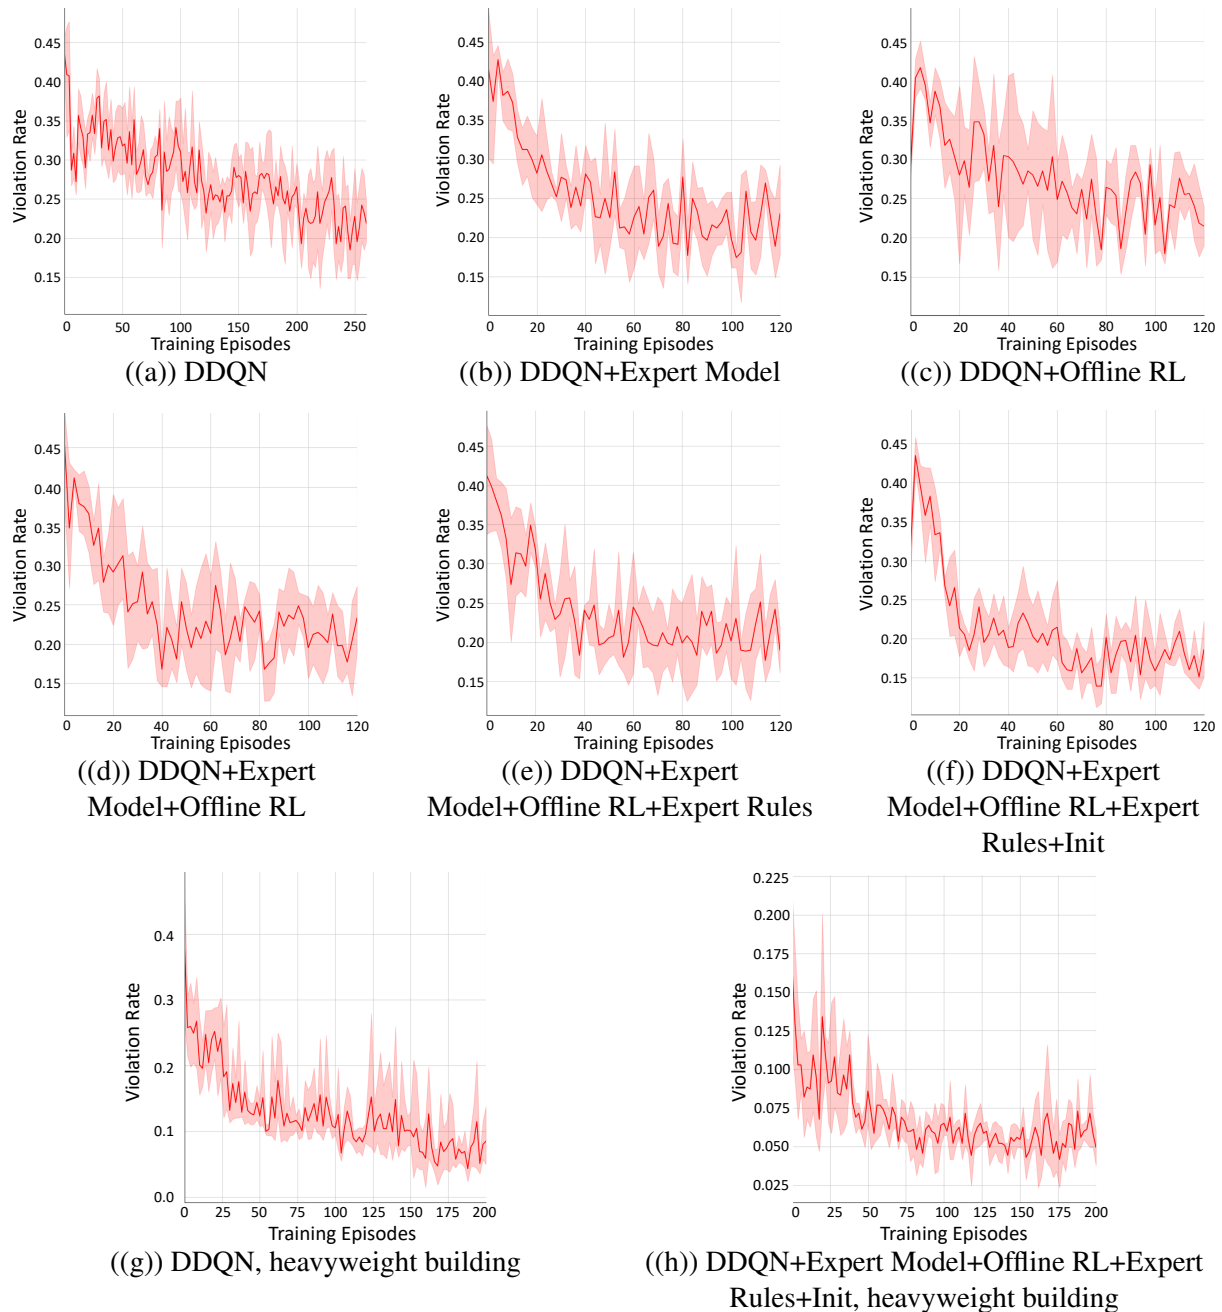 0.45
0.40
0.35
0.30
0.25
0.20
0.15
Violation Rate
0 50 100 150 200 250
Training Episodes
((a)) DDQN
0.45
0.40
0.35
0.30
0.25
0.20
0.15
Violation Rate
0 20 40 60 80 100 120
Training Episodes
((b)) DDQN+Expert Model
0.45
0.40
0.35
0.30
0.25
0.20
0.15
Violation Rate
0 20 40 60 80 100 120
Training Episodes
((c)) DDQN+Offline RL
0.45
0.40
0.35
0.30
0.25
0.20
0.15
Violation Rate
0 20 40 60 80 100 120
Training Episodes
((d)) DDQN+Expert
Model+Offline RL
0.45
0.40
0.35
0.30
0.25
0.20
0.15
Violation Rate
0 20 40 60 80 100 120
Training Episodes
((e)) DDQN+Expert
Model+Offline RL+Expert Rules
0.45
0.40
0.35
0.30
0.25
0.20
0.15
Violation Rate
0 20 40 60 80 100 120
Training Episodes
((f)) DDQN+Expert
Model+Offline RL+Expert
Rules+Init
0.4
0.3
0.2
0.1
0.0
Violation Rate
0 25 50 75 100 125 150 175 200
Training Episodes
((g)) DDQN, heavyweight building
0.225
0.200
0.175
0.150
0.125
0.100
0.075
0.050
0.025
Violation Rate
0 25 50 75 100 125 150 175 200
Training Episodes
((h)) DDQN+Expert Model+Offline RL+Expert
Rules+Init, heavyweight building